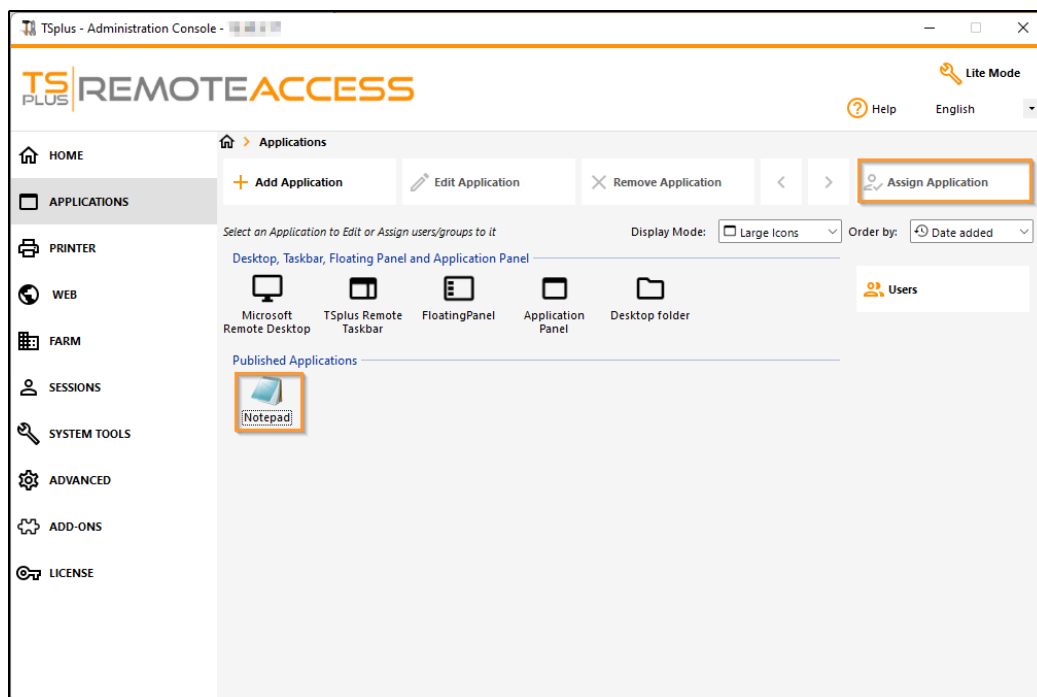 TSplus - Administration Console -
TS PLUS REMOTEACCESS
Lite Mode
Help English
HOME
APPLICATIONS
PRINTER
WEB
FARM
SESSIONS
SYSTEM TOOLS
ADVANCED
ADD-ONS
LICENSE
Applications
Add Application Edit Application Remove Application < > Assign Application
Select an Application to Edit or Assign users/groups to it Display Mode: Large Icons Order by: Date added
Desktop, Taskbar, Floating Panel and Application Panel
Microsoft Remote Desktop
TSplus Remote Taskbar
FloatingPanel
Application Panel
Desktop folder
Users
Published Applications
Notepad